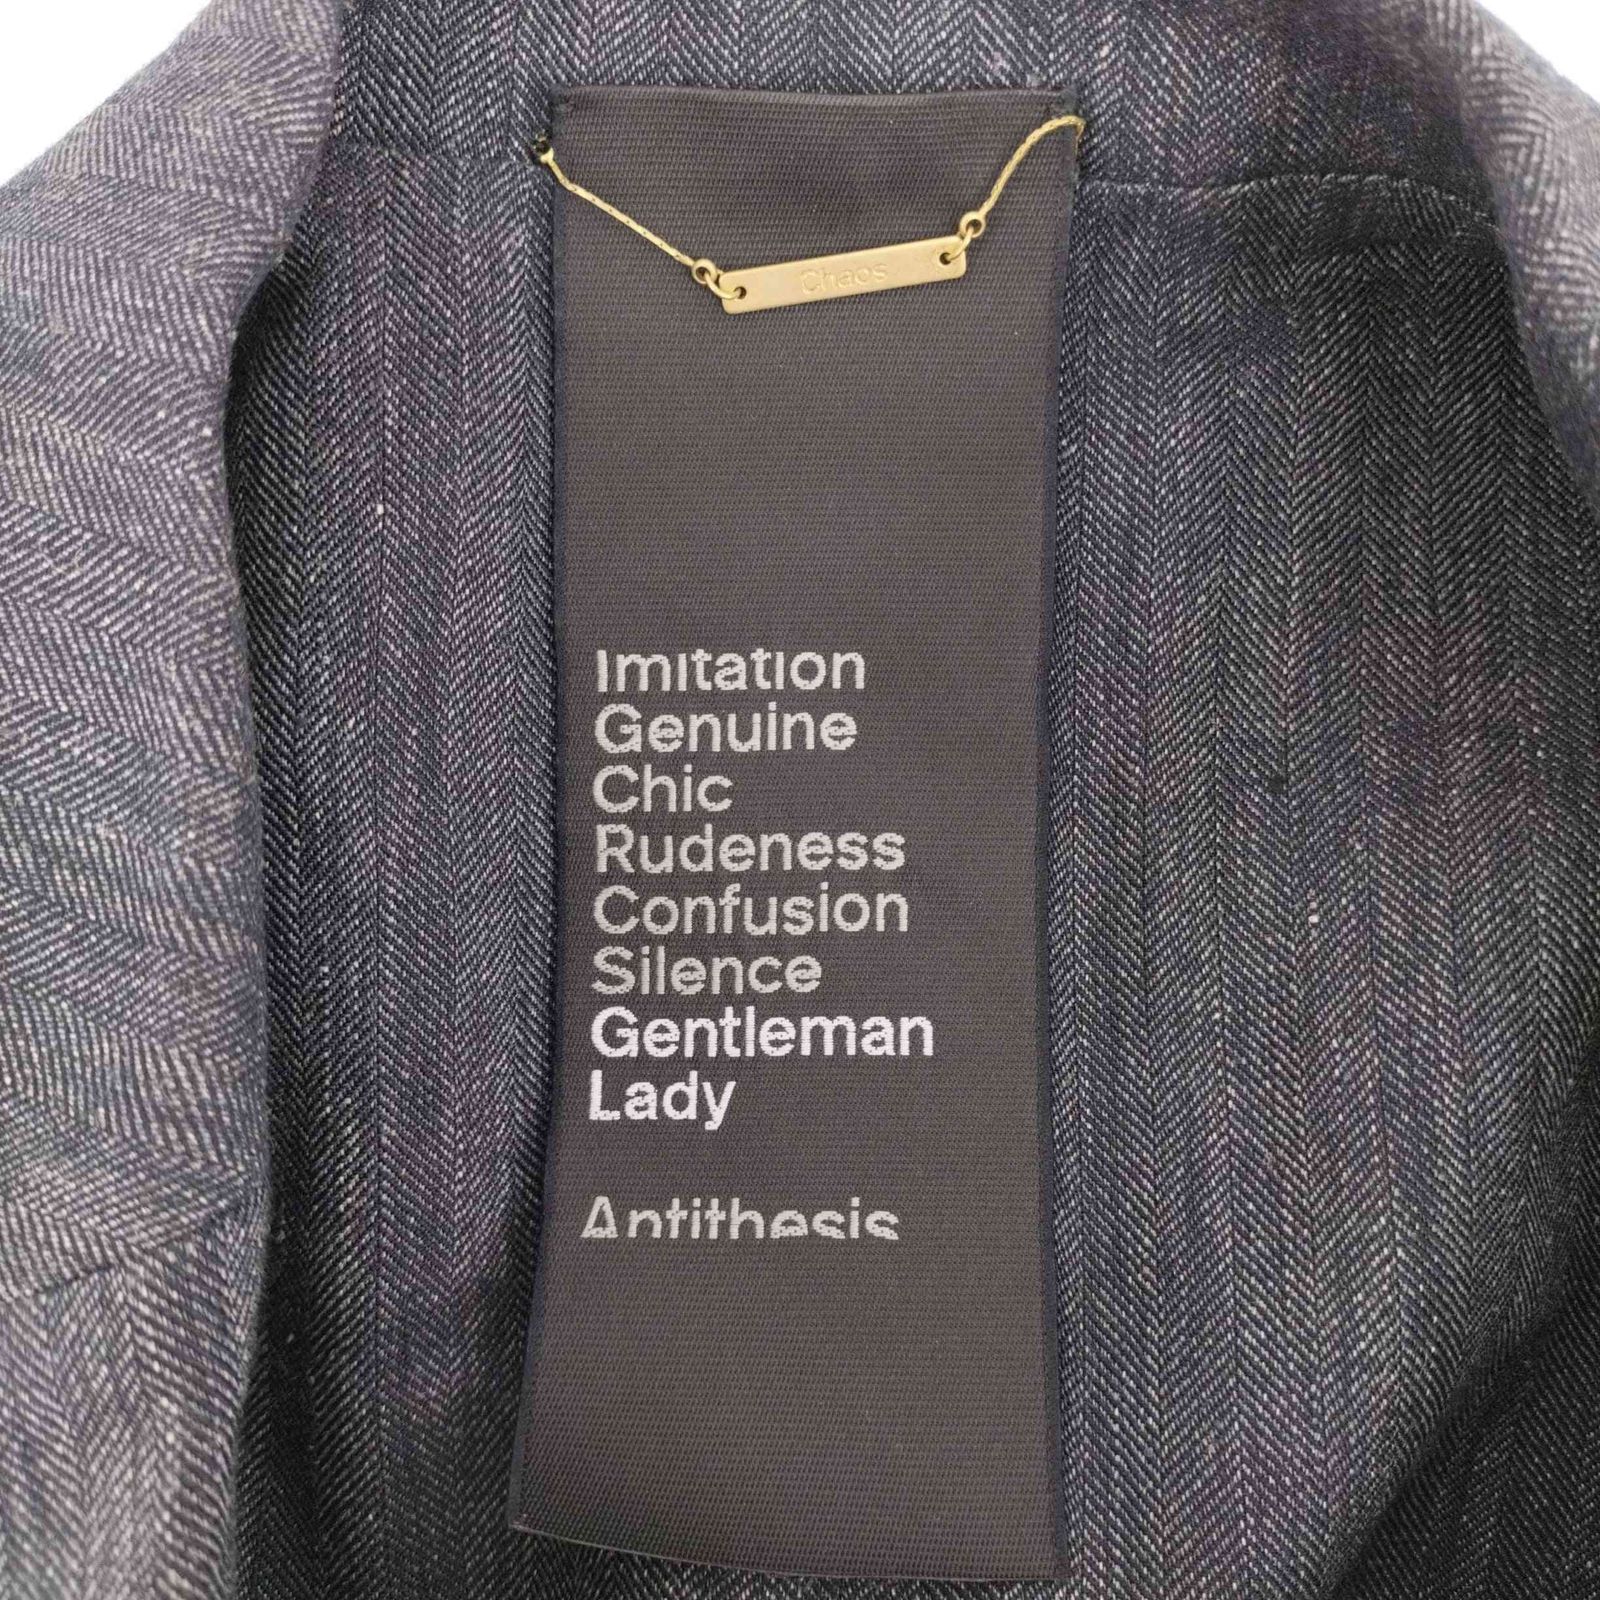 Chaos
Imitation
Genuine
Chic
Rudeness
Confusion
Silence
Gentleman
Lady
Antithesis